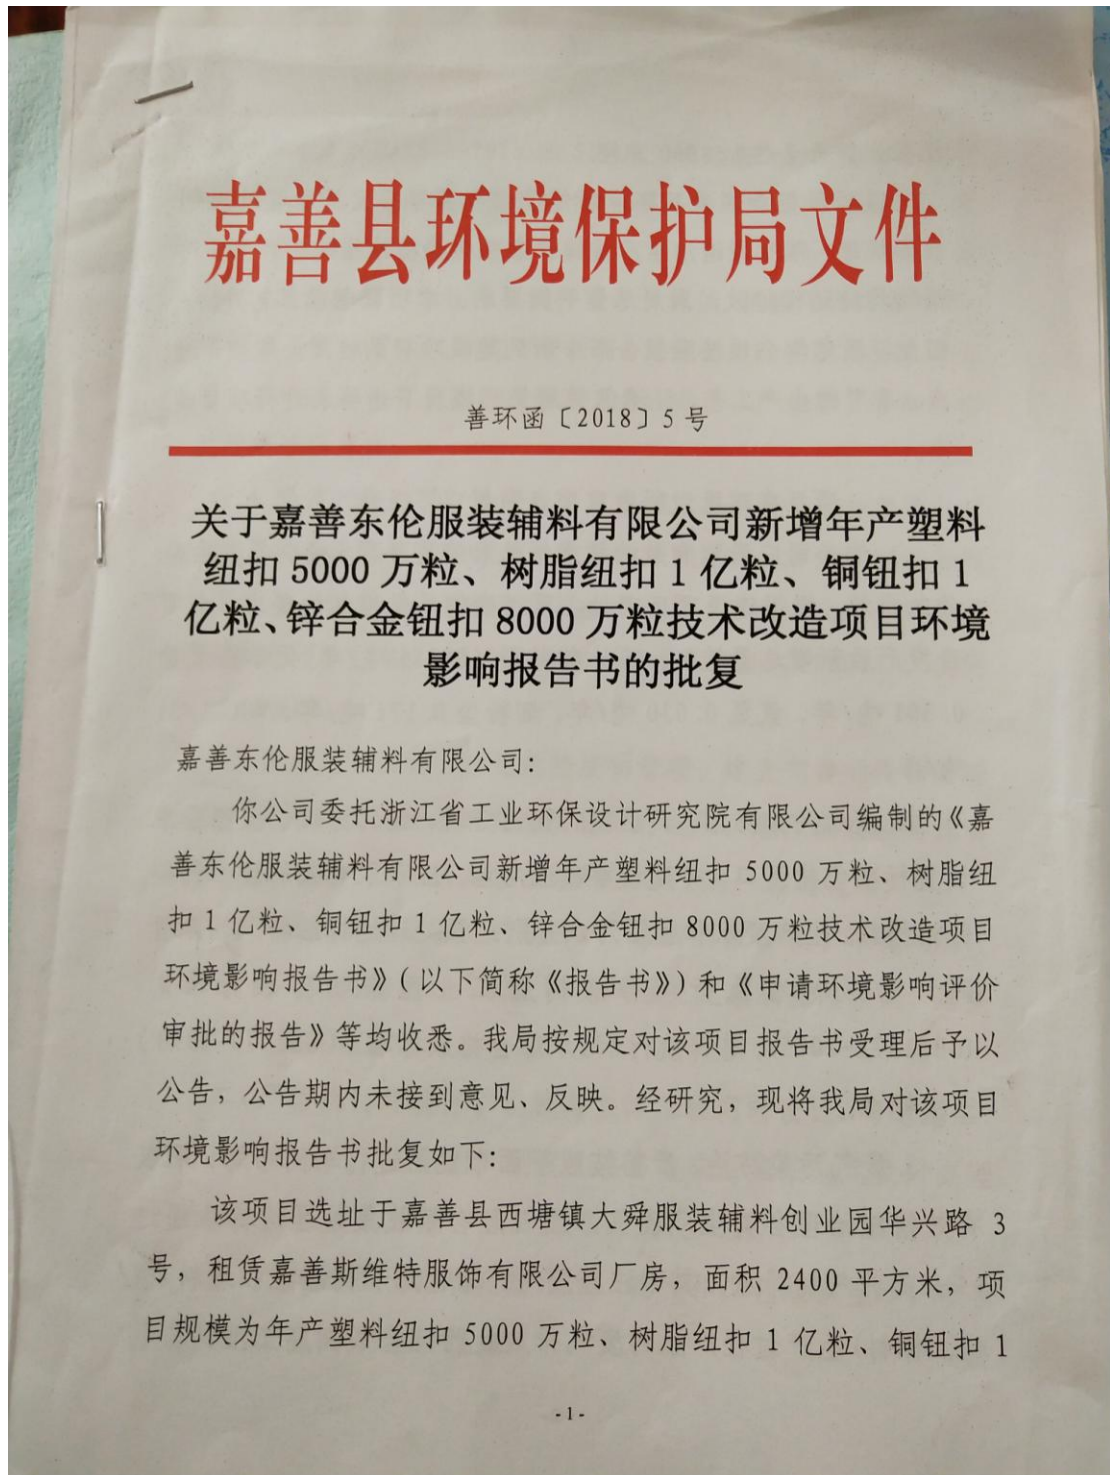 嘉善县环境保护局文件
善环函〔2018〕5号
关于嘉善东伦服装辅料有限公司新增年产塑料
纽扣5000万粒、树脂纽扣1亿粒、铜钮扣1
亿粒、锌合金钮扣8000万粒技术改造项目环境
影响报告书的批复
嘉善东伦服装辅料有限公司：
你公司委托浙江省工业环保设计研究院有限公司编制的《嘉
善东伦服装辅料有限公司新增年产塑料纽扣5000万粒、树脂纽
扣1亿粒、铜钮扣1亿粒、锌合金钮扣8000万粒技术改造项目
环境影响报告书》（以下简称《报告书》）和《申请环境影响评价
审批的报告》等均收悉。我局按规定对该项目报告书受理后予以
公告，公告期内未接到意见、反映。经研究，现将我局对该项目
环境影响报告书批复如下：
该项目选址于嘉善县西塘镇大舜服装辅料创业园华兴路3
号，租赁嘉善斯维特服饰有限公司厂房，面积2400平方米，项
目规模为年产塑料纽扣5000万粒、树脂纽扣1亿粒、铜钮扣1
-1-